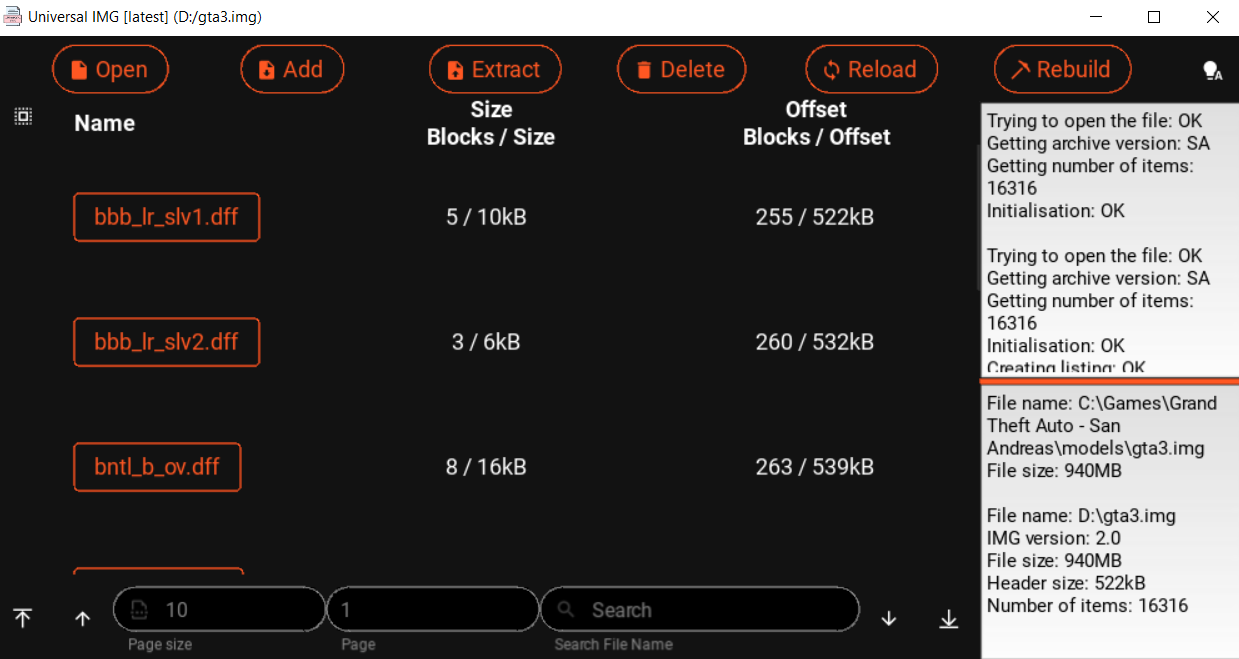 Universal IMG [latest] (D:/gta3.img)
Open
Add
Extract
Delete
Reload
Rebuild
A
Name
Size
Blocks / Size
Offset
Blocks / Offset
bbb_lr_slv1.dff
5 / 10kB
255 / 522kB
bbb_lr_slv2.dff
3 / 6kB
260 / 532kB
bntl_b_ov.dff
8 / 16kB
263 / 539kB
10
Page size
1
Page
Search
Search File Name
Trying to open the file: OK
Getting archive version: SA
Getting number of items:
16316
Initialisation: OK
Trying to open the file: OK
Getting archive version: SA
Getting number of items:
16316
Initialisation: OK
Creating listing: OK
File name: C:\Games\Grand
Theft Auto - San
Andreas\models\gta3.img
File size: 940MB
File name: D:\gta3.img
IMG version: 2.0
File size: 940MB
Header size: 522kB
Number of items: 16316